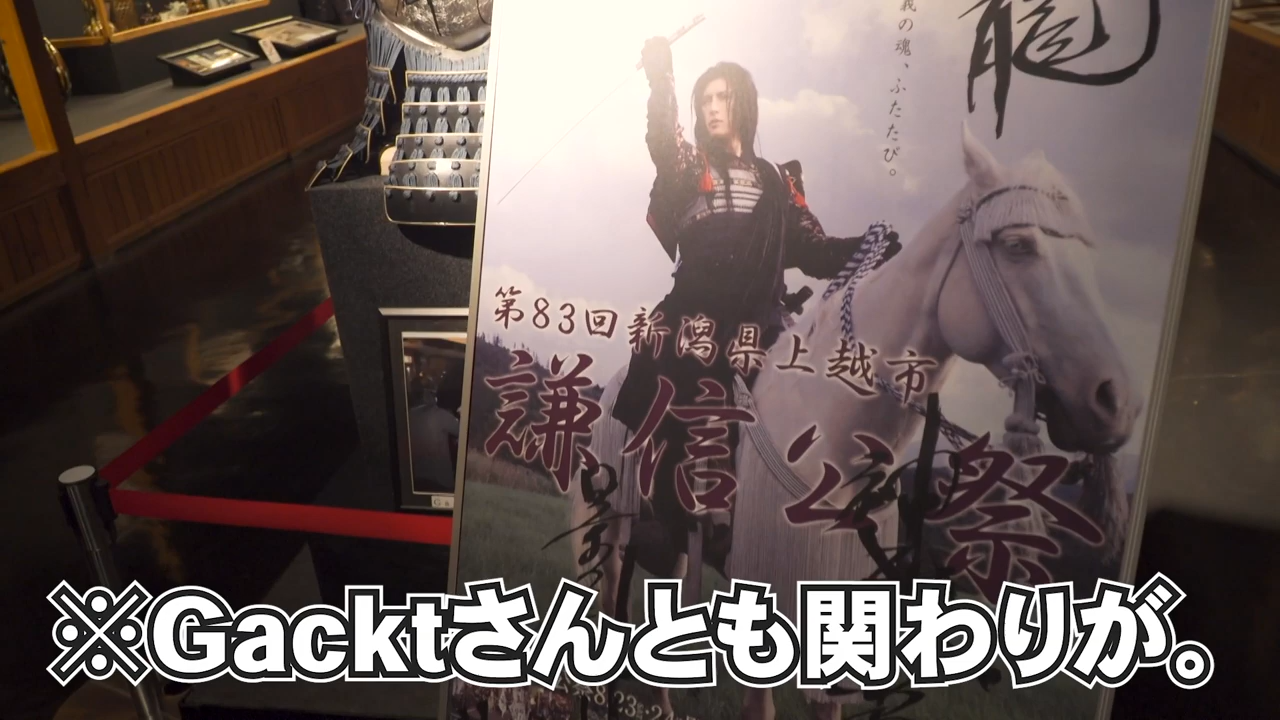 龍
義の魂、ふたたび。
第83回新潟県上越市
謙信公祭
※Gacktさんとも関わりが。